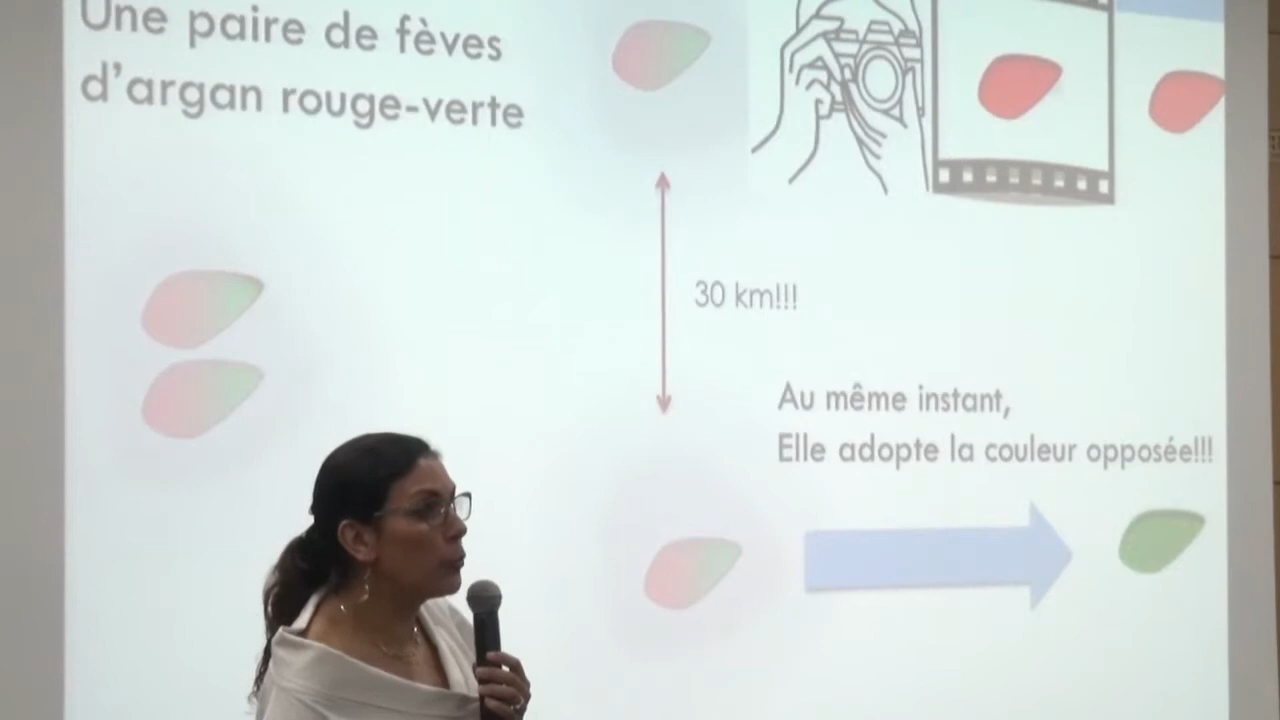 Une paire de fèves
d'argan rouge-verte
30 km!!!
Au même instant,
Elle adopte la couleur opposée!!!